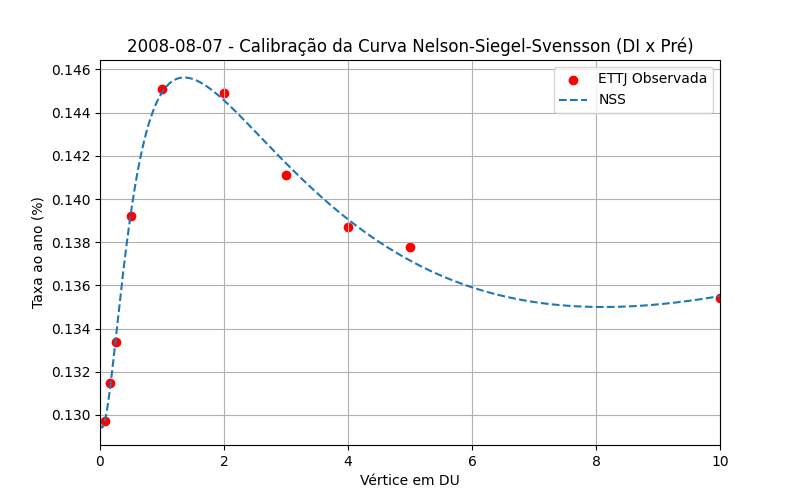 2008-08-07 - Calibração da Curva Nelson-Siegel-Svensson (DI x Pré)
ETTJ Observada
NSS
Taxa ao ano (%)
0.146
0.144
0.142
0.140
0.138
0.136
0.134
0.132
0.130
0 2 4 6 8 10
Vértice em DU